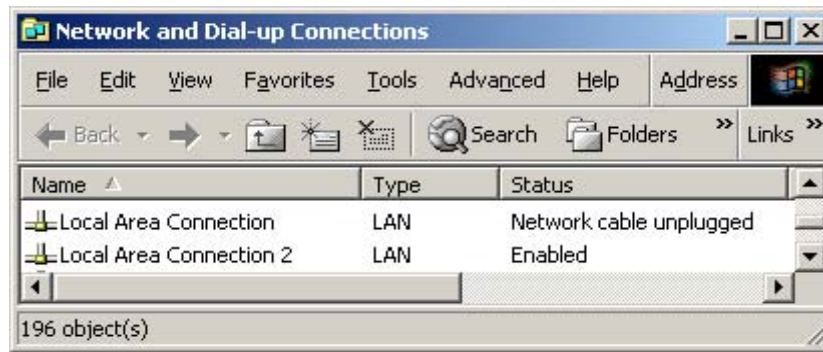 Network and Dial-up Connections
File Edit View Favorites Tools Advanced Help Address
Back Search Folders » Links »
Name Type Status
Local Area Connection LAN Network cable unplugged
Local Area Connection 2 LAN Enabled
196 object(s)